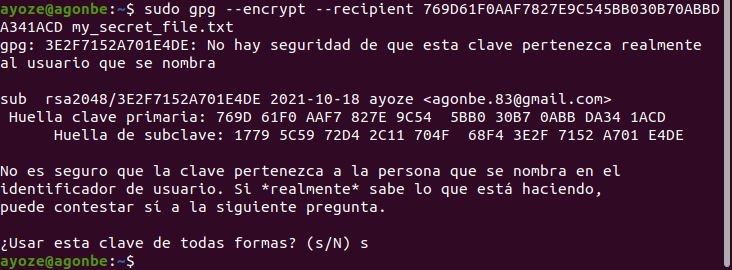 ayoze@agonbe:~$ sudo gpg --encrypt --recipient 769D61F0AAF7827E9C545BB030B70ABBD
A341ACD my_secret_file.txt
gpg: 3E2F7152A701E4DE: No hay seguridad de que esta clave pertenezca realmente
al usuario que se nombra

sub  rsa2048/3E2F7152A701E4DE 2021-10-18 ayoze <agonbe.83@gmail.com>
 Huella clave primaria: 769D 61F0 AAF7 827E 9C54  5BB0 30B7 0ABB DA34 1ACD
      Huella de subclave: 1779 5C59 72D4 2C11 704F  68F4 3E2F 7152 A701 E4DE

No es seguro que la clave pertenezca a la persona que se nombra en el
identificador de usuario. Si *realmente* sabe lo que está haciendo,
puede contestar sí a la siguiente pregunta.

¿Usar esta clave de todas formas? (s/N) s
ayoze@agonbe:~$